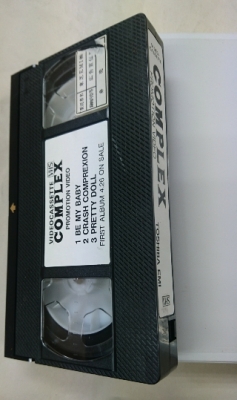 VIDEOCASSETTE VHS
COMPLEX
PROMOTION VIDEO
1 BE MY BABY
2 CRASH COMPREXION
3 PRETTY DOLL
FIRST ALBUM 4.26 ON SALE
COMPLEX
TOSHIBA EMI